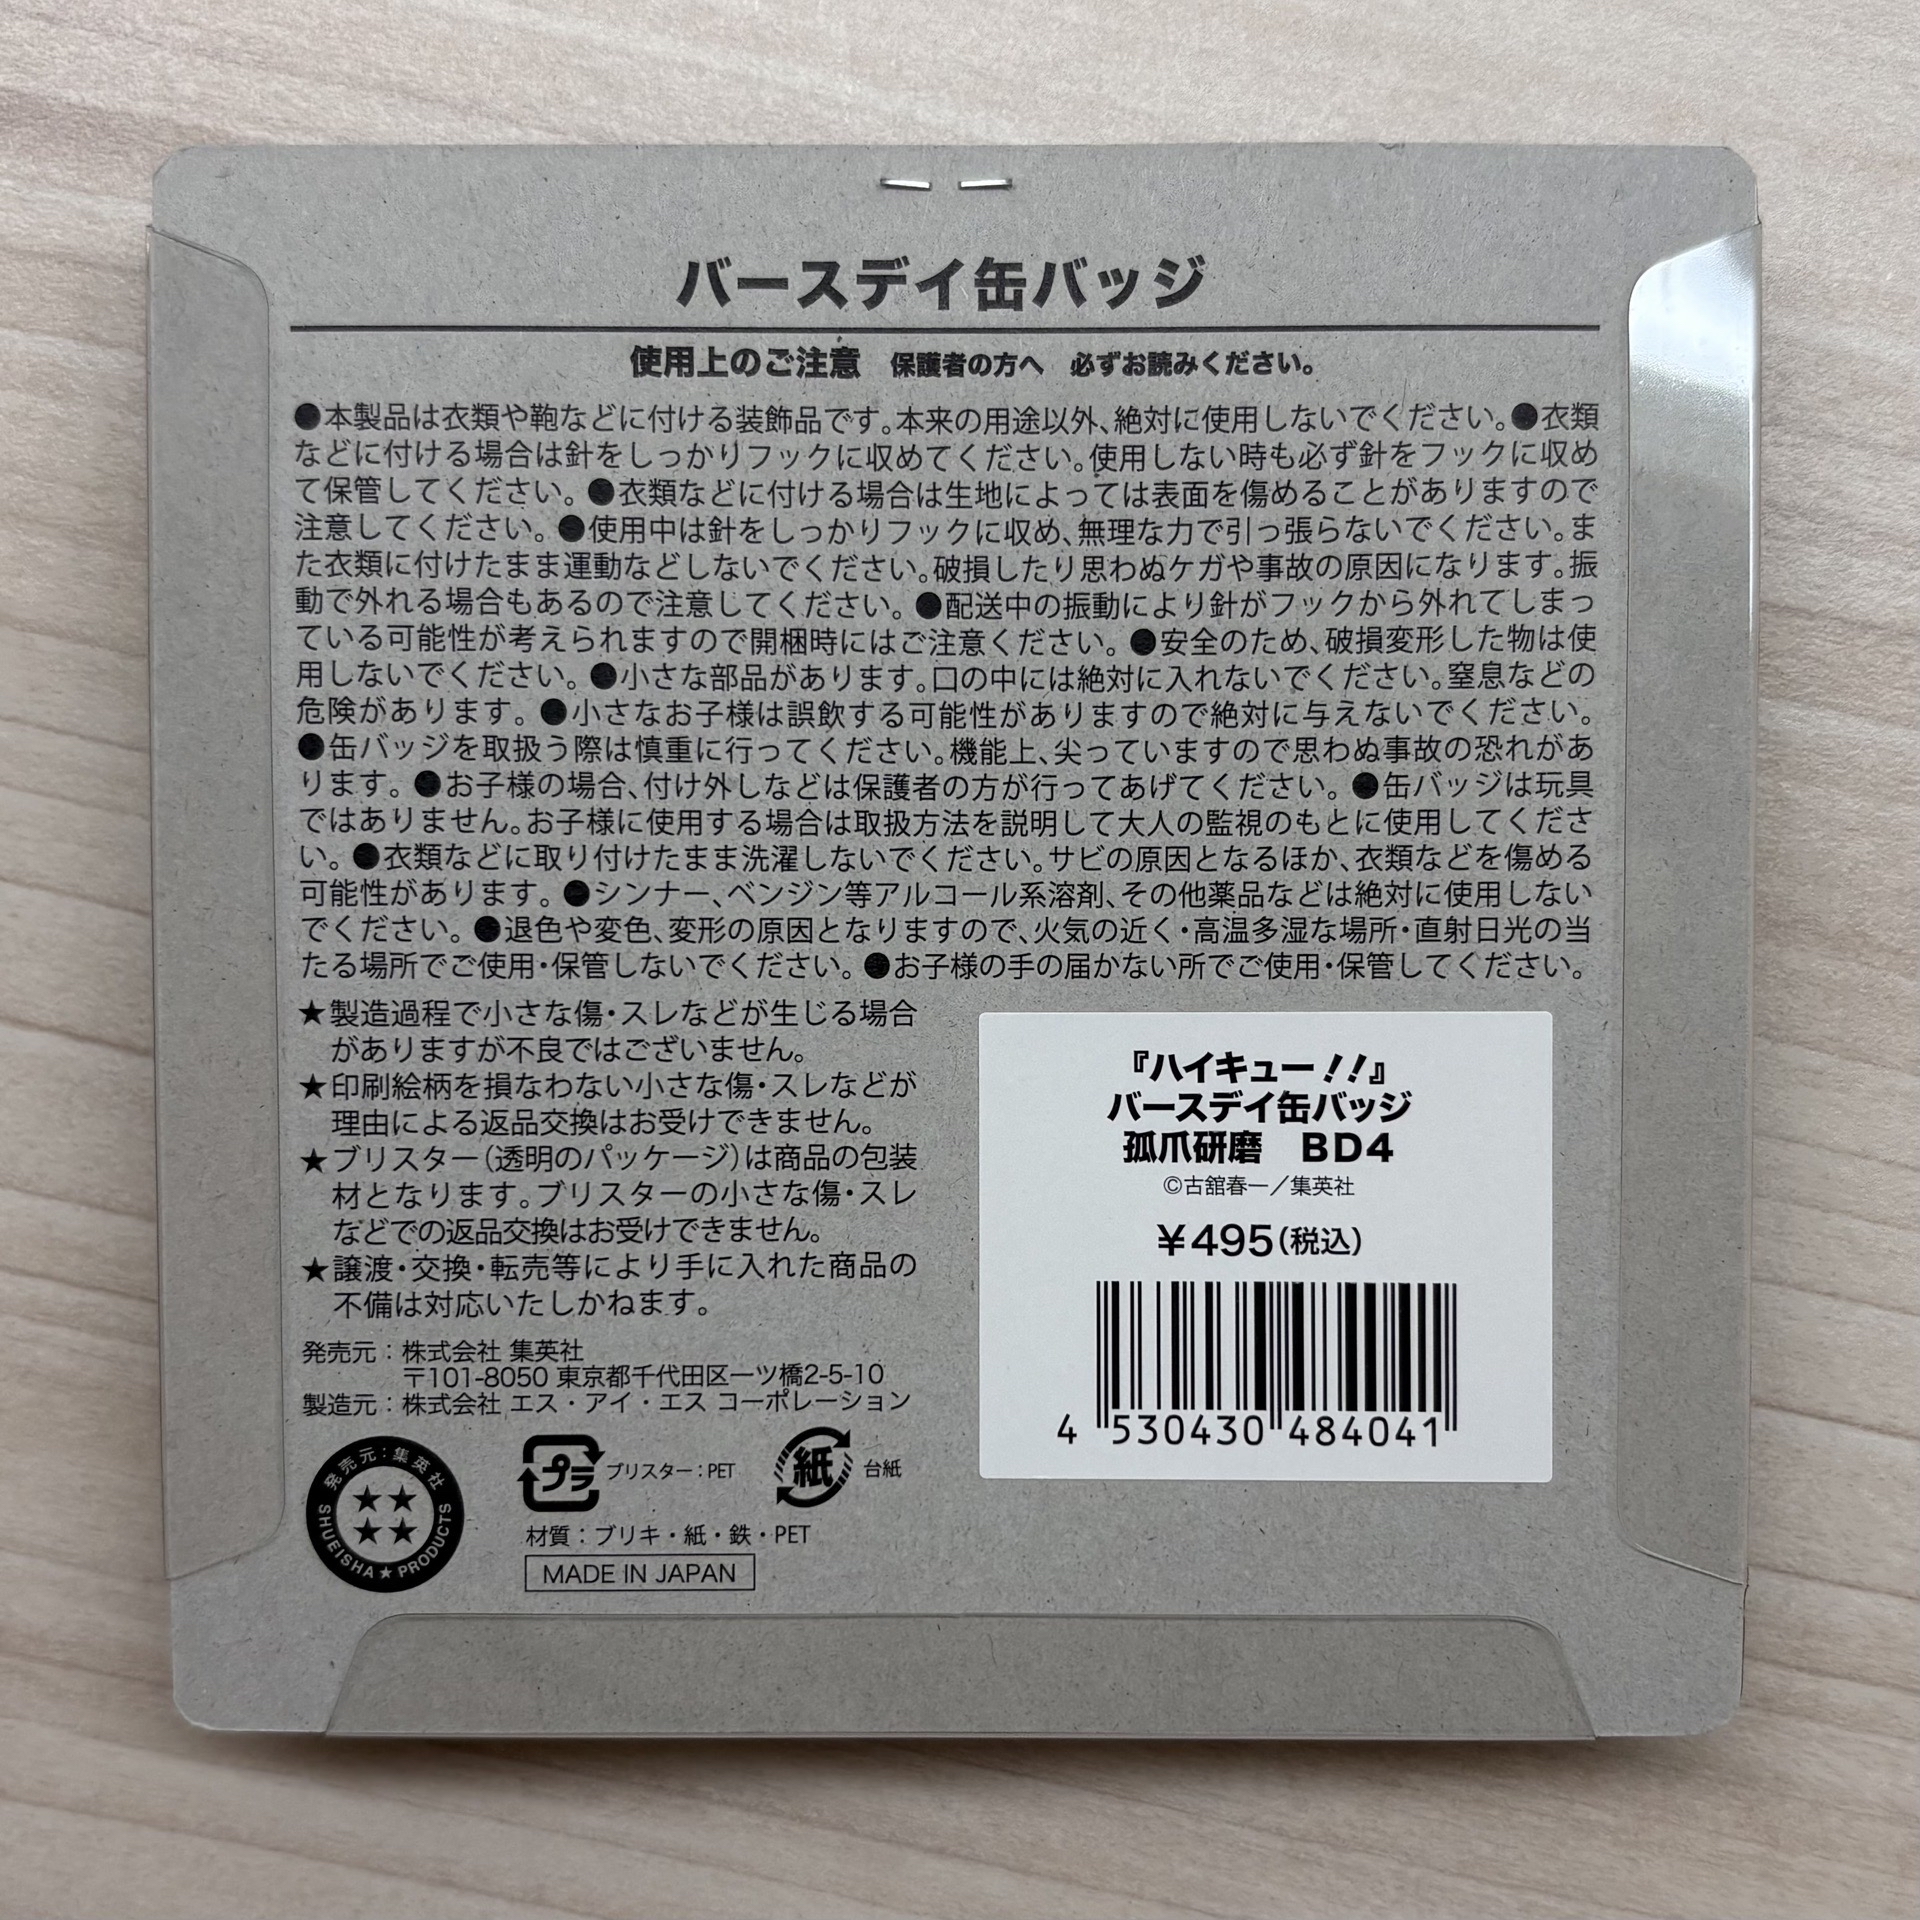 バースデイ缶バッジ
使用上のご注意　保護者の方へ　必ずお読みください。
●本製品は衣類や鞄などに付ける装飾品です。本来の用途以外、絶対に使用しないでください。●衣類
などに付ける場合は針をしっかりフックに収めてください。使用しない時も必ず針をフックに収め
て保管してください。●衣類などに付ける場合は生地によっては表面を傷めることがありますので
注意してください。●使用中は針をしっかりフックに収め、無理な力で引っ張らないでください。ま
た衣類に付けたまま運動などしないでください。破損したり思わぬケガや事故の原因になります。振
動で外れる場合もあるので注意してください。●配送中の振動により針がフックから外れてしまっ
ている可能性が考えられますので開梱時にはご注意ください。●安全のため、破損変形した物は使
用しないでください。●小さな部品があります。口の中には絶対に入れないでください。窒息などの
危険があります。●小さなお子様は誤飲する可能性がありますので絶対に与えないでください。
●缶バッジを取扱う際は慎重に行ってください。機能上、尖っていますので思わぬ事故の恐れがあ
ります。●お子様の場合、付け外しなどは保護者の方が行ってあげてください。●缶バッジは玩具
ではありません。お子様に使用する場合は取扱方法を説明して大人の監視のもとに使用してくださ
い。●衣類などに取り付けたまま洗濯しないでください。サビの原因となるほか、衣類などを傷める
可能性があります。●シンナー、ベンジン等アルコール系溶剤、その他薬品などは絶対に使用しない
でください。●退色や変色、変形の原因となりますので、火気の近く・高温多湿な場所・直射日光の当
たる場所でご使用・保管しないでください。●お子様の手の届かない所でご使用・保管してください。
★製造過程で小さな傷・スレなどが生じる場合
がありますが不良ではございません。
★印刷絵柄を損なわない小さな傷・スレなどが
理由による返品交換はお受けできません。
★ブリスター(透明のパッケージ)は商品の包装
材となります。ブリスターの小さな傷・スレ
などでの返品交換はお受けできません。
★譲渡・交換・転売等により手に入れた商品の
不備は対応いたしかねます。
発売元：株式会社 集英社
〒101-8050 東京都千代田区一ツ橋2-5-10
製造元：株式会社 エス・アイ・エス コーポレーション
発売元：集英社
SHUEISHA★PRODUCTS
プラ ブリスター：PET
紙 台紙
材質：ブリキ・紙・鉄・PET
MADE IN JAPAN
『ハイキュー!!』
バースデイ缶バッジ
孤爪研磨　BD4
©古舘春一／集英社
￥495(税込)
4 530430 484041